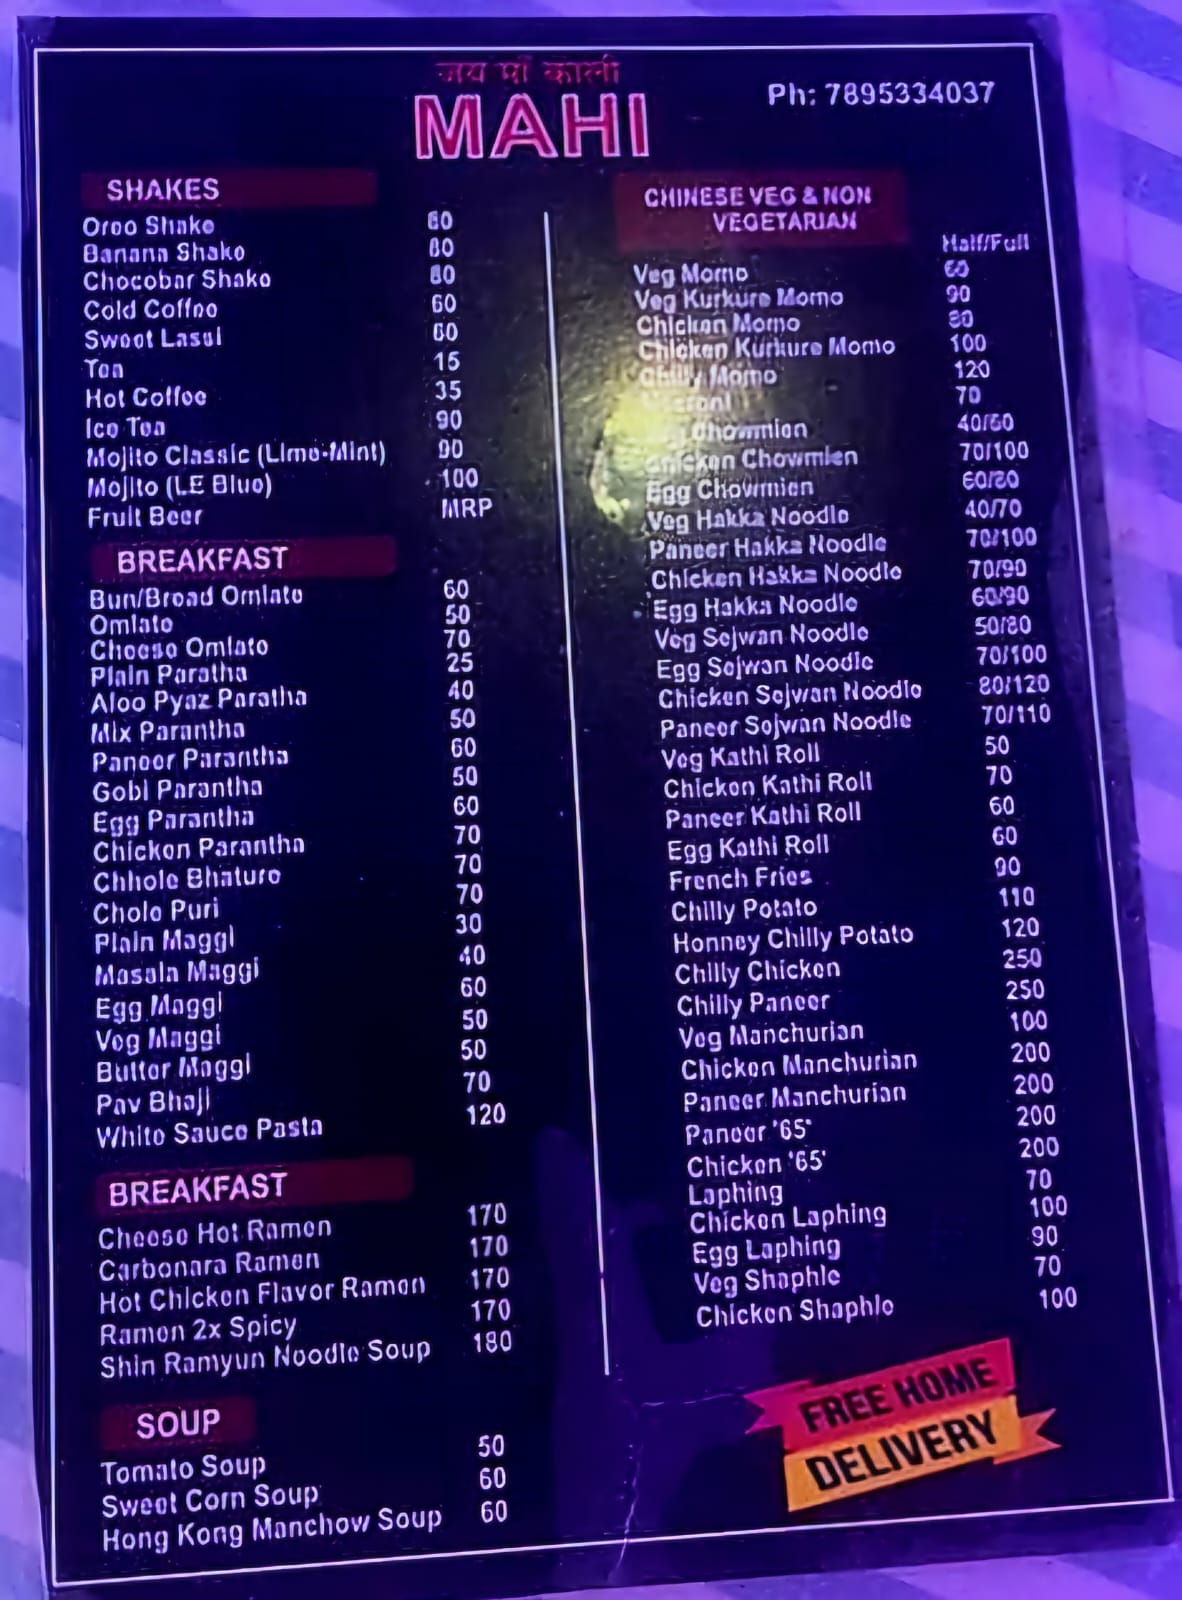 जय माँ काली
MAHI
Ph: 7895334037
SHAKES
Oreo Shake 80
Banana Shake 80
Chocobar Shake 80
Cold Coffee 60
Sweet Lassi 60
Tea 15
Hot Coffee 35
Ice Tea 90
Mojito Classic (Lime-Mint) 90
Mojito (LE Blue) 100
Fruit Beer MRP
BREAKFAST
Bun/Bread Omlate 60
Omlate 50
Cheese Omlate 70
Plain Paratha 25
Aloo Pyaz Paratha 40
Mix Parantha 50
Paneer Parantha 60
Gobi Parantha 50
Egg Parantha 60
Chicken Parantha 70
Chhole Bhature 70
Chole Puri 70
Plain Maggi 30
Masala Maggi 40
Egg Maggi 60
Veg Maggi 50
Butter Maggi 50
Pav Bhaji 70
White Sauce Pasta 120
BREAKFAST
Cheese Hot Ramen 170
Carbonara Ramen 170
Hot Chicken Flavor Ramen 170
Ramen 2x Spicy 170
Shin Ramyun Noodle Soup 180
SOUP
Tomato Soup 50
Sweet Corn Soup 60
Hong Kong Manchow Soup 60
CHINESE VEG & NON
VEGETARIAN
Half/Full
Veg Momo 60
Veg Kurkure Momo 90
Chicken Momo 80
Chicken Kurkure Momo 100
Chilly Momo 120
70
Chowmien 40/60
Chicken Chowmien 70/100
Egg Chowmien 60/80
Veg Hakka Noodle 40/70
Paneer Hakka Noodle 70/100
Chicken Hakka Noodle 70/90
Egg Hakka Noodle 60/90
Veg Sejwan Noodle 50/80
Egg Sejwan Noodle 70/100
Chicken Sejwan Noodle 80/120
Paneer Sejwan Noodle 70/110
Veg Kathi Roll 50
Chicken Kathi Roll 70
Paneer Kathi Roll 60
Egg Kathi Roll 60
French Fries 90
Chilly Potato 110
Honney Chilly Potato 120
Chilly Chicken 250
Chilly Paneer 250
Veg Manchurian 100
Chicken Manchurian 200
Paneer Manchurian 200
Paneer '65' 200
Chicken '65' 200
Laphing 70
Chicken Laphing 100
Egg Laphing 90
Veg Shaphle 70
Chicken Shaphle 100
FREE HOME
DELIVERY